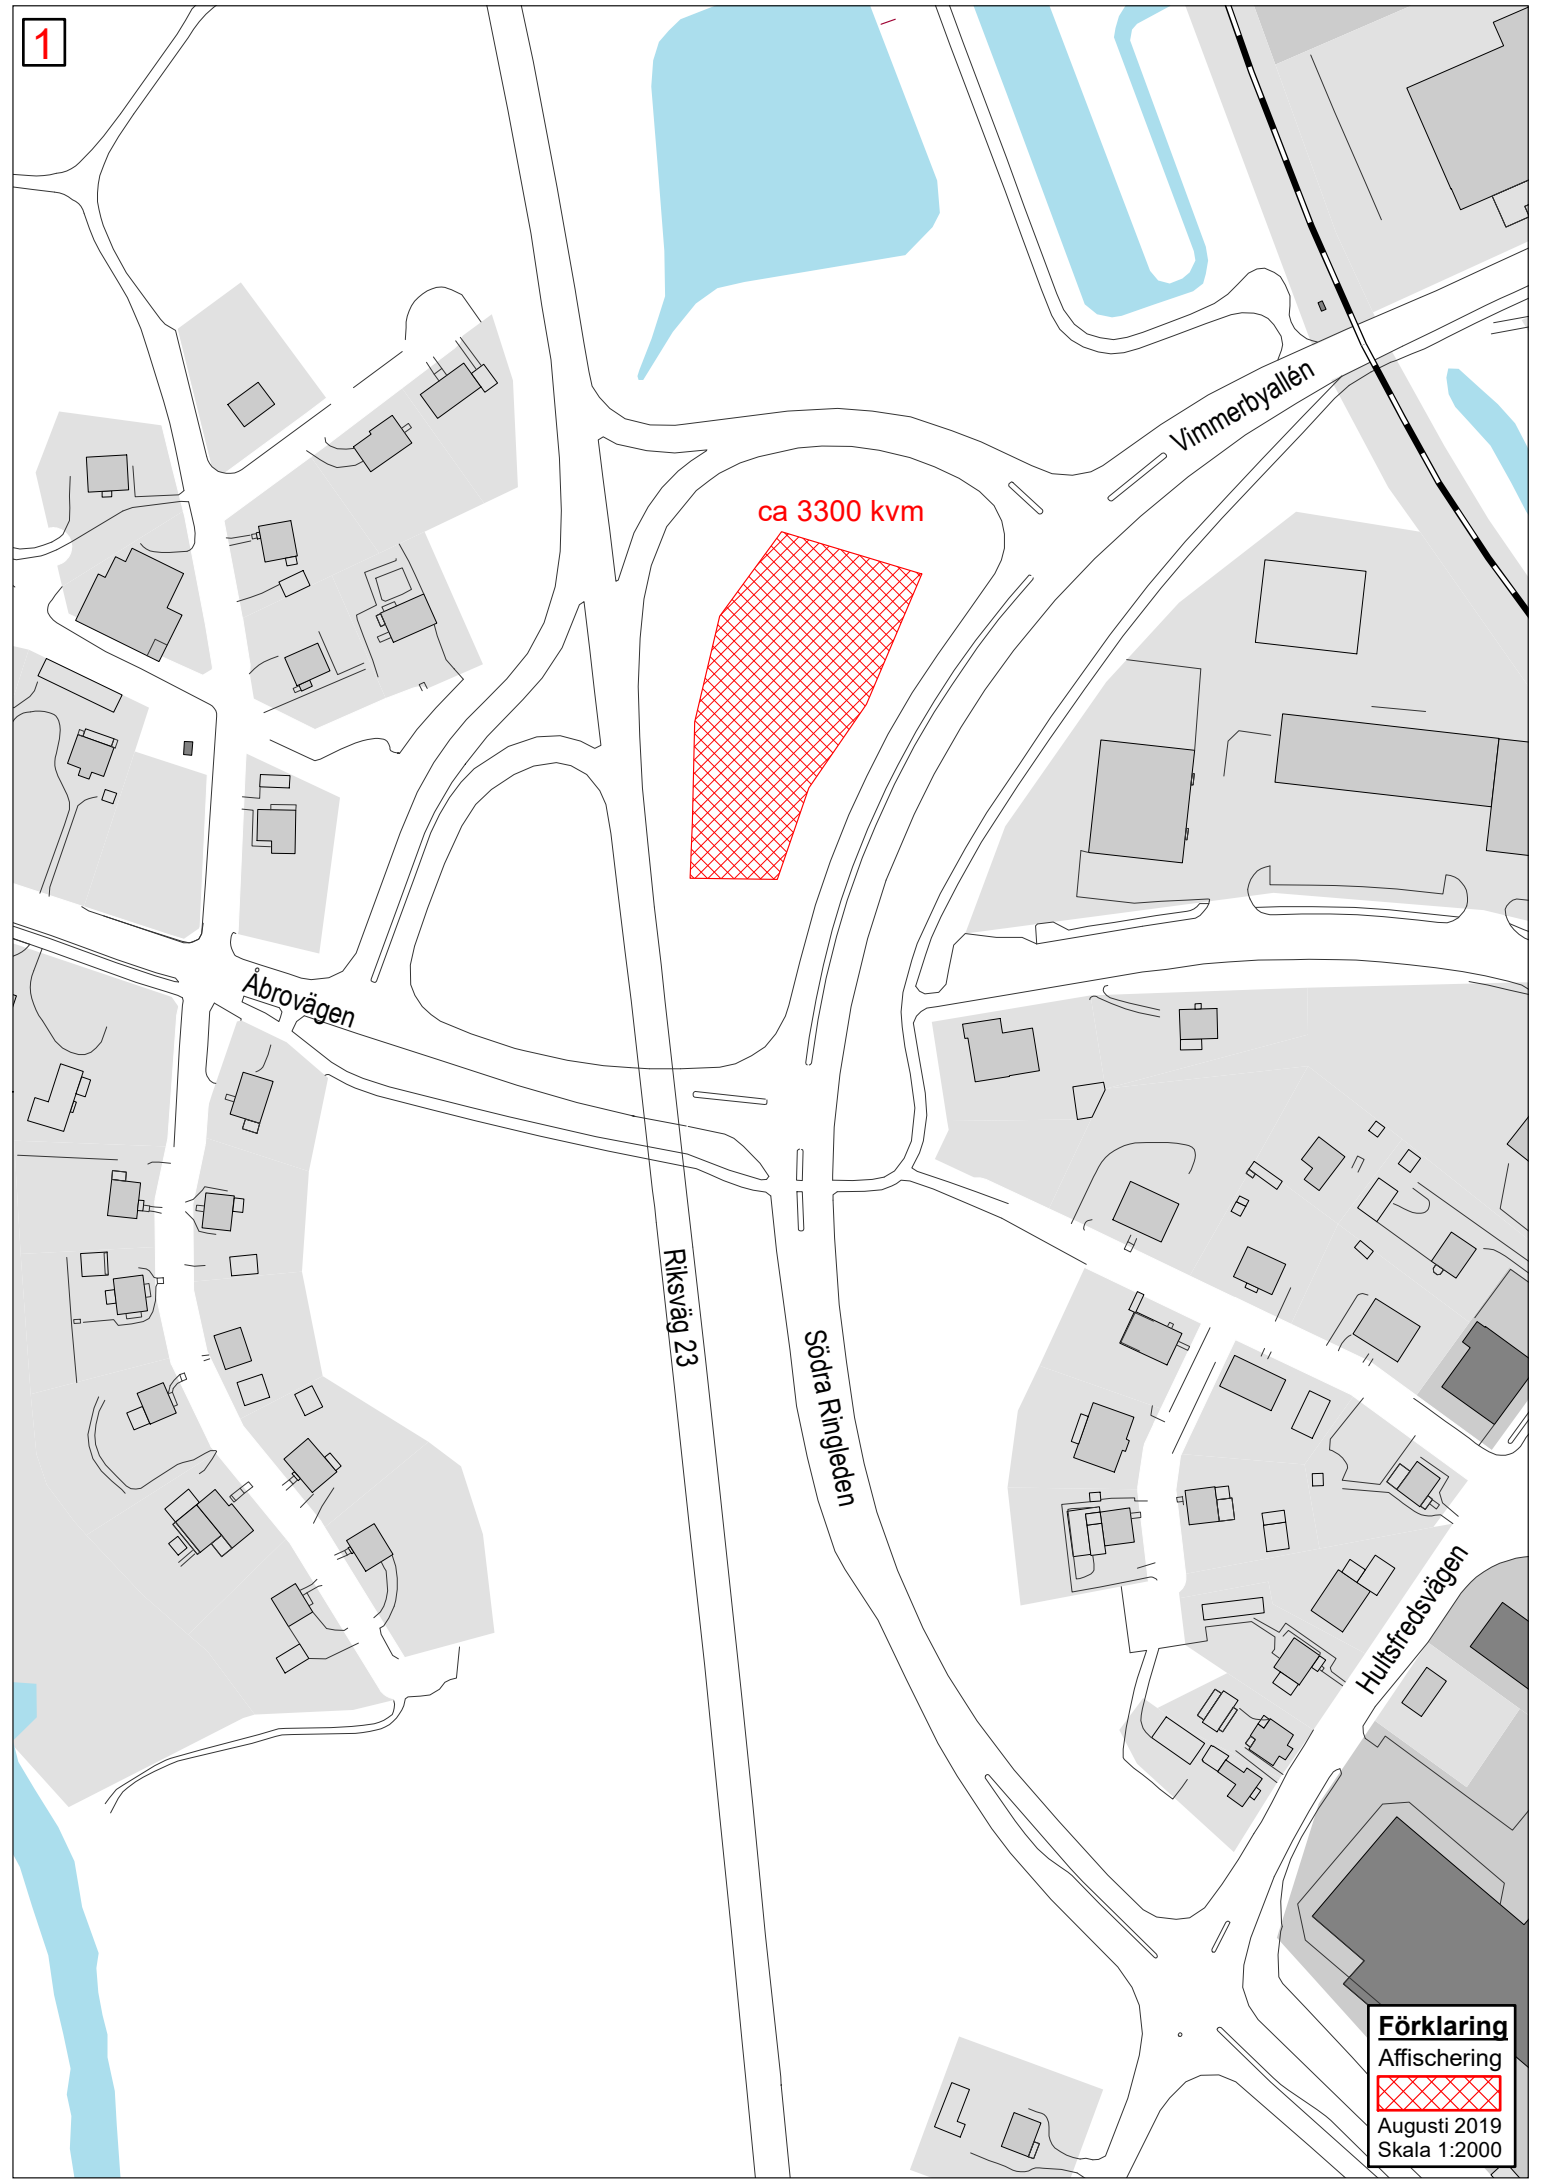 1
Vimmerbyallén
ca 3300 kvm
Åbrovägen
Riksväg 23
Södra Ringleden
Hultsfredsvägen
Förklaring
Affischering
Augusti 2019
Skala 1:2000